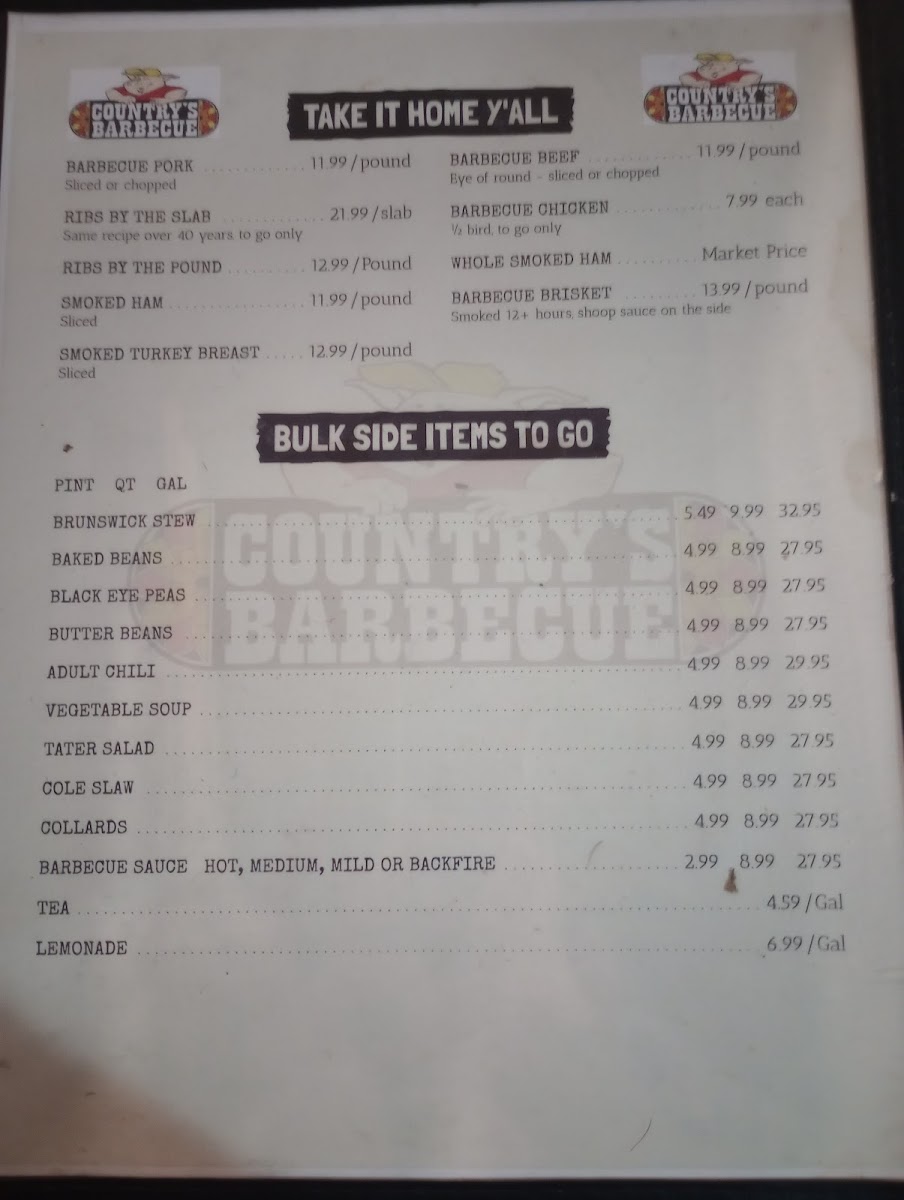 COUNTRY'S
BARBECUE
TAKE IT HOME Y'ALL
COUNTRY'S
BARBECUE
BARBECUE PORK 11.99/pound
Sliced or chopped
RIBS BY THE SLAB 21.99/slab
Same recipe over 40 years, to go only
RIBS BY THE POUND 12.99/Pound
SMOKED HAM 11.99/pound
Sliced
SMOKED TURKEY BREAST 12.99/pound
Sliced
BARBECUE BEEF 11.99/pound
Eye of round - sliced or chopped
BARBECUE CHICKEN 7.99 each
½ bird, to go only
WHOLE SMOKED HAM Market Price
BARBECUE BRISKET 13.99/pound
Smoked 12+ hours, shoop sauce on the side
BULK SIDE ITEMS TO GO
PINT QT GAL
BRUNSWICK STEW 5.49 9.99 32.95
BAKED BEANS 4.99 8.99 27.95
BLACK EYE PEAS 4.99 8.99 27.95
BUTTER BEANS 4.99 8.99 27.95
ADULT CHILI 4.99 8.99 29.95
VEGETABLE SOUP 4.99 8.99 29.95
TATER SALAD 4.99 8.99 27.95
COLE SLAW 4.99 8.99 27.95
COLLARDS 4.99 8.99 27.95
BARBECUE SAUCE HOT, MEDIUM, MILD OR BACKFIRE 2.99 8.99 27.95
TEA 4.59/Gal
LEMONADE 6.99/Gal
COUNTRY'S
BARBECUE